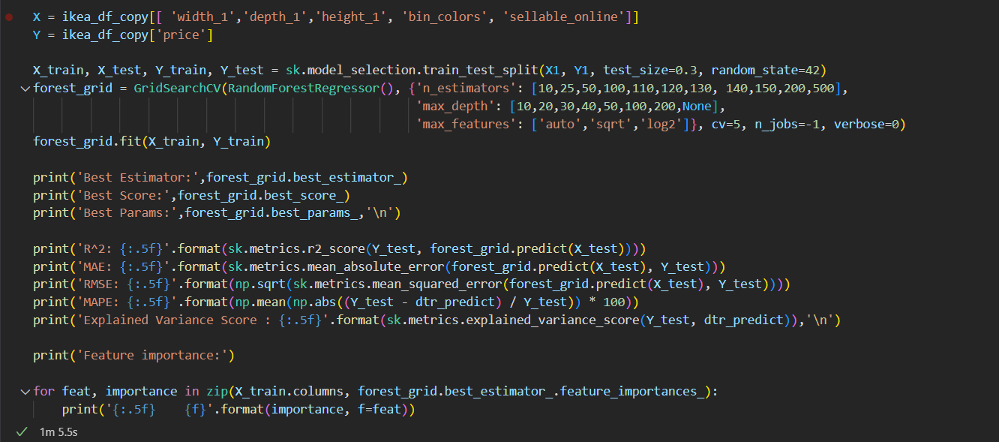 X = ikea_df_copy[[ 'width_1','depth_1','height_1', 'bin_colors', 'sellable_online']]
Y = ikea_df_copy['price']
X_train, X_test, Y_train, Y_test = sk.model_selection.train_test_split(X1, Y1, test_size=0.3, random_state=42)
forest_grid = GridSearchCV(RandomForestRegressor(), {'n_estimators': [10,25,50,100,110,120,130, 140,150,200,500],
'max_depth': [10,20,30,40,50,100,200,None],
'max_features': ['auto','sqrt','log2']}, cv=5, n_jobs=-1, verbose=0)
forest_grid.fit(X_train, Y_train)
print('Best Estimator:',forest_grid.best_estimator_)
print('Best Score:',forest_grid.best_score_)
print('Best Params:',forest_grid.best_params_,'\n')
print('R^2: {:.5f}'.format(sk.metrics.r2_score(Y_test, forest_grid.predict(X_test))))
print('MAE: {:.5f}'.format(sk.metrics.mean_absolute_error(forest_grid.predict(X_test), Y_test)))
print('RMSE: {:.5f}'.format(np.sqrt(sk.metrics.mean_squared_error(forest_grid.predict(X_test), Y_test))))
print('MAPE: {:.5f}'.format(np.mean(np.abs((Y_test - dtr_predict) / Y_test)) * 100))
print('Explained Variance Score : {:.5f}'.format(sk.metrics.explained_variance_score(Y_test, dtr_predict)),'\n')
print('Feature importance:')
for feat, importance in zip(X_train.columns, forest_grid.best_estimator_.feature_importances_):
    print('{:.5f}    {f}'.format(importance, f=feat))
1m 5.5s